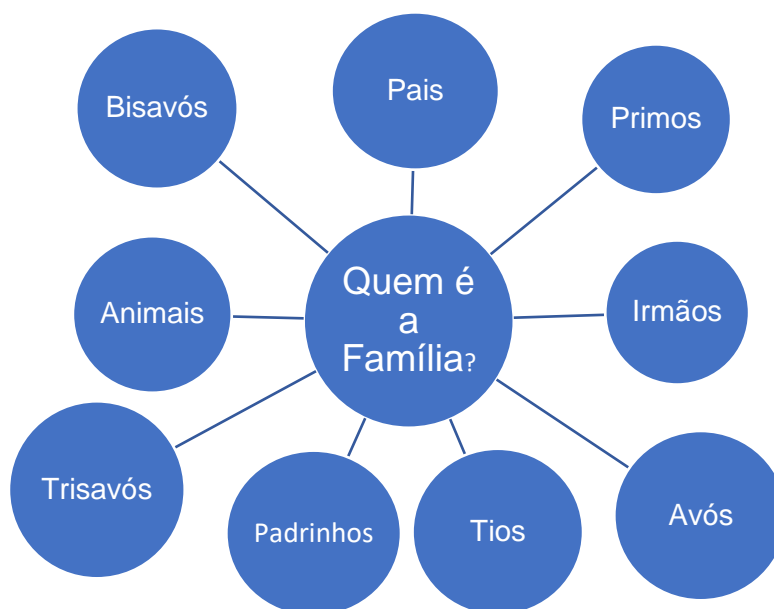 Pais
Bisavós
Primos
Quem é
a
Família?
Animais
Irmãos
Trisavós
Padrinhos
Tios
Avós